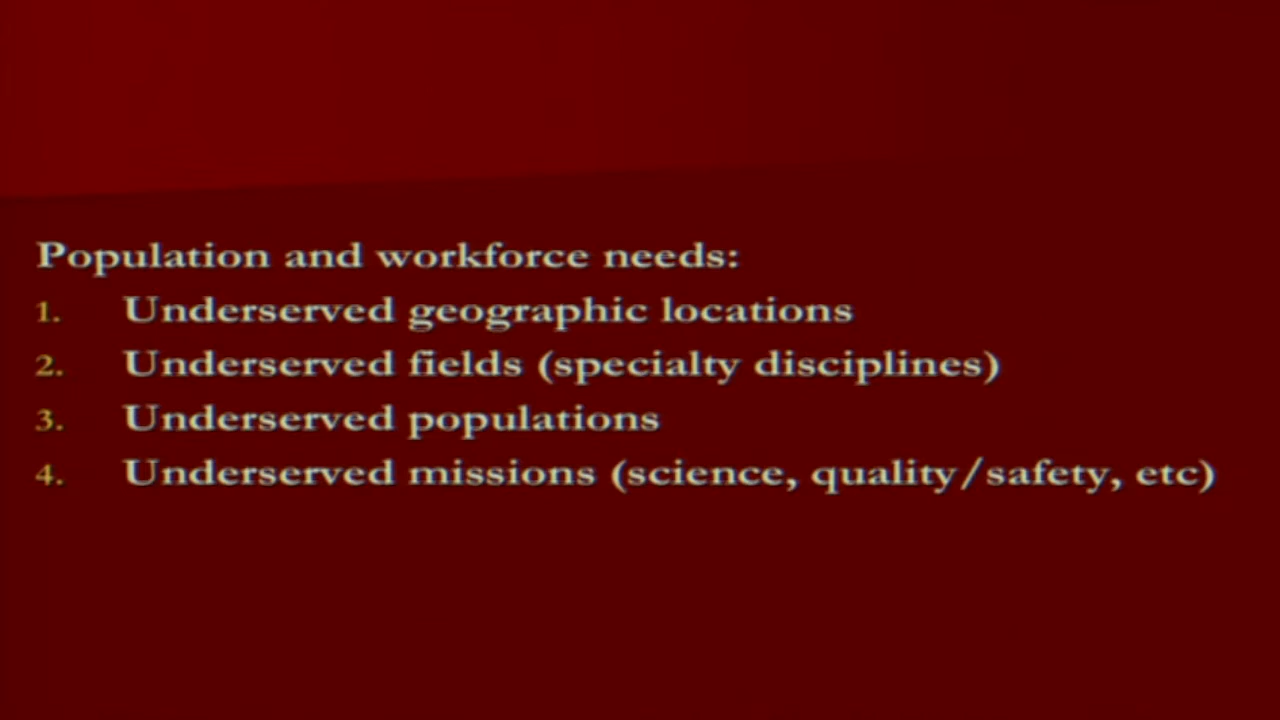 Population and workforce needs:
1. Underserved geographic locations
2. Underserved fields (specialty disciplines)
3. Underserved populations
4. Underserved missions (science, quality/safety, etc)